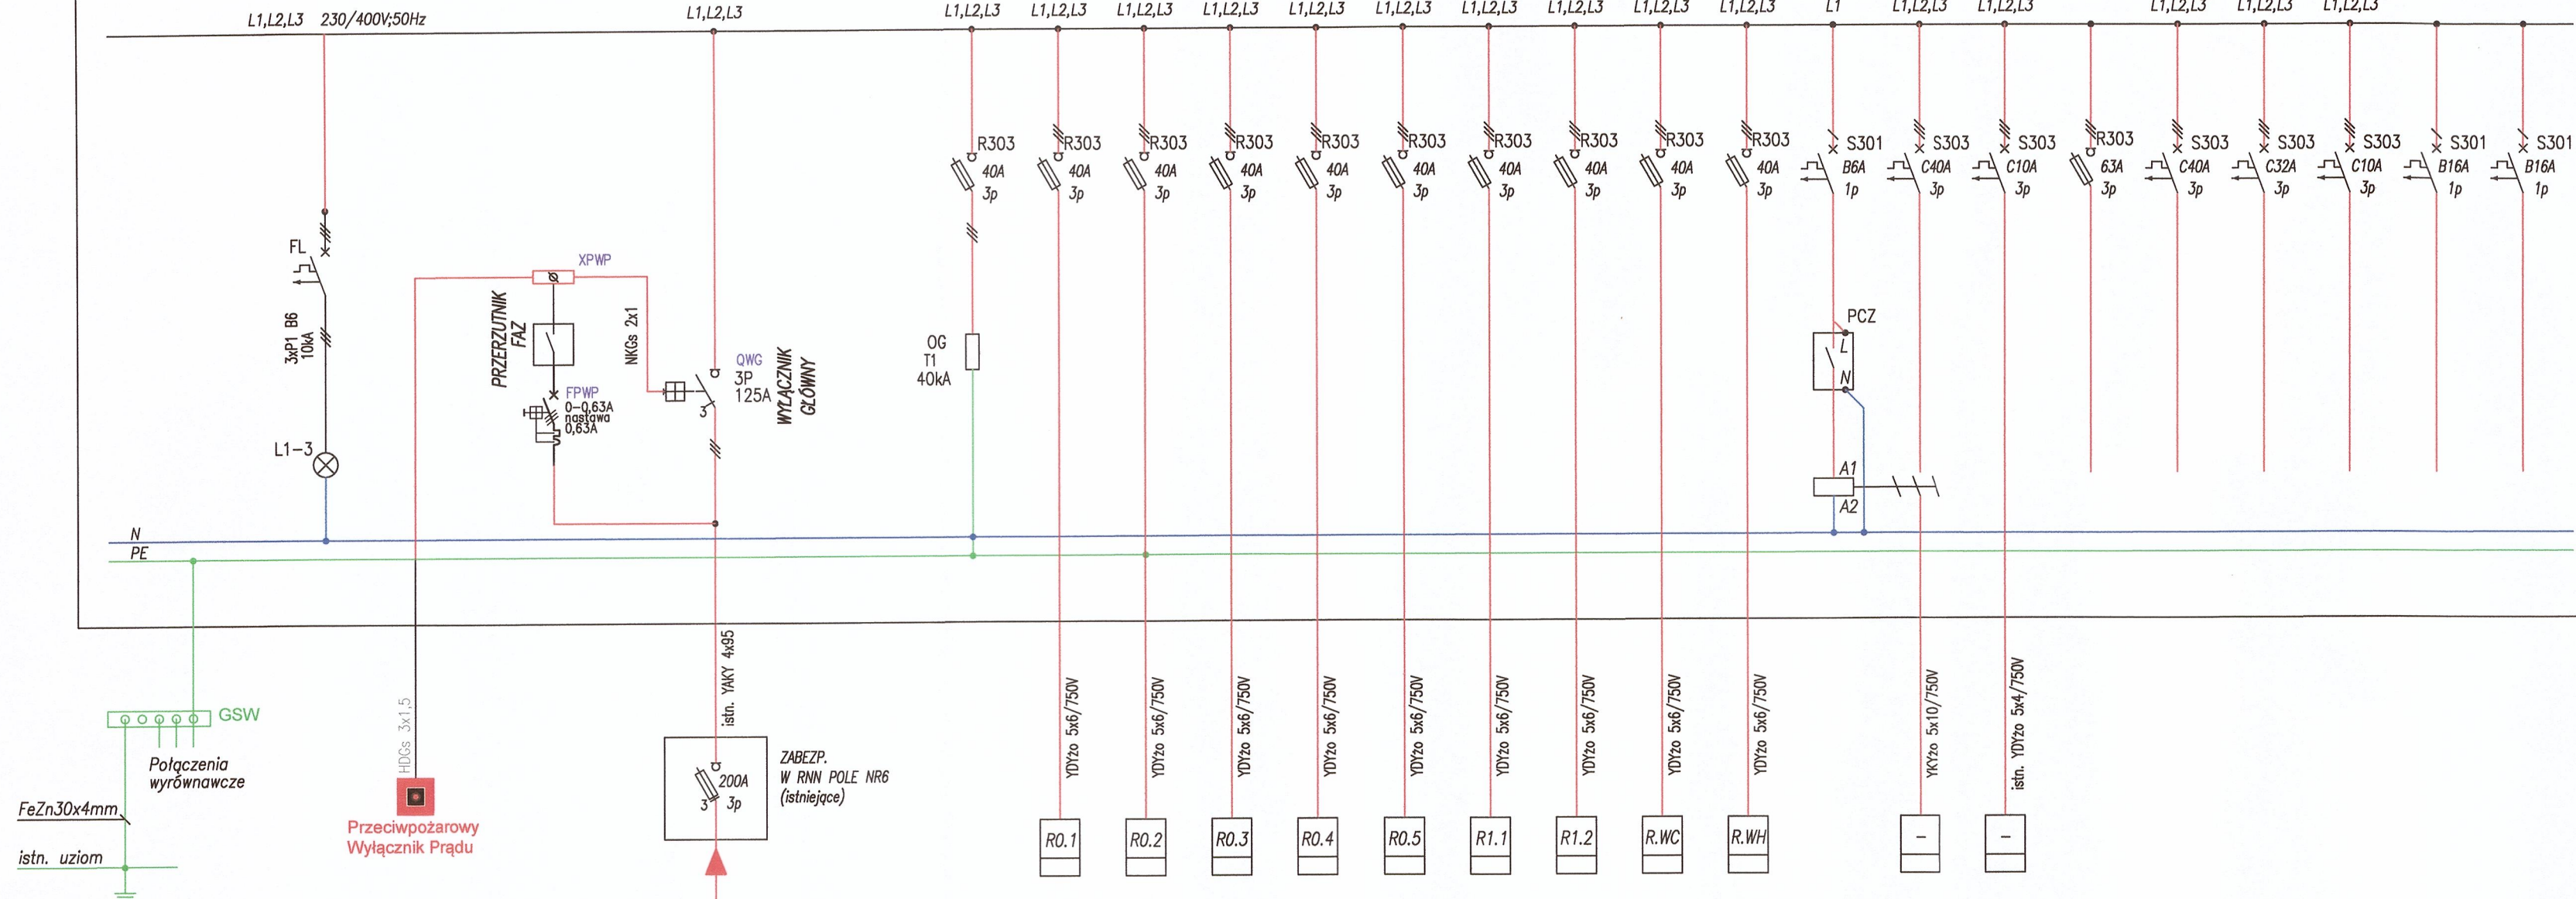 L1,L2,L3 230/400V;50Hz
L1,L2,L3
L1,L2,L3
L1,L2,L3
L1,L2,L3
L1,L2,L3
L1,L2,L3
L1,L2,L3
L1,L2,L3
L1,L2,L3
L1,L2,L3
L1,L2,L3
L1
L1,L2,L3
L1,L2,L3
L1,L2,L3
L1,L2,L3
L1,L2,L3
FL
3xP1 B6
10kA
L1-3
PRZERZUTNIK
FAZ
XPWP
FPWP
0-0,63A
nastawa
0,63A
NKGs 2x1
QWG
3P
125A
3
WYŁĄCZNIK
GŁÓWNY
R303
40A
3p
OG
T1
40kA
R303
40A
3p
R303
40A
3p
R303
40A
3p
R303
40A
3p
R303
40A
3p
R303
40A
3p
R303
40A
3p
R303
40A
3p
R303
40A
3p
S301
B6A
1p
PCZ
L
N
A1
A2
S303
C40A
3p
S303
C10A
3p
R303
63A
3p
S303
C40A
3p
S303
C32A
3p
S303
C10A
3p
S301
B16A
1p
S301
B16A
1p
N
PE
GSW
Połączenia
wyrównawcze
FeZn30x4mm
istn. uziom
HDGs 3x1,5
Przeciwpożarowy
Wyłącznik Prądu
istn. YAKY 4x95
200A
3 3p
ZABEZP.
W RNN POLE NR6
(istniejące)
YDYżo 5x6/750V
YDYżo 5x6/750V
YDYżo 5x6/750V
YDYżo 5x6/750V
YDYżo 5x6/750V
YDYżo 5x6/750V
YDYżo 5x6/750V
YDYżo 5x6/750V
YDYżo 5x6/750V
YKYżo 5x10/750V
istn. YDYżo 5x4/750V
R0.1
R0.2
R0.3
R0.4
R0.5
R1.1
R1.2
R.WC
R.WH
-
-